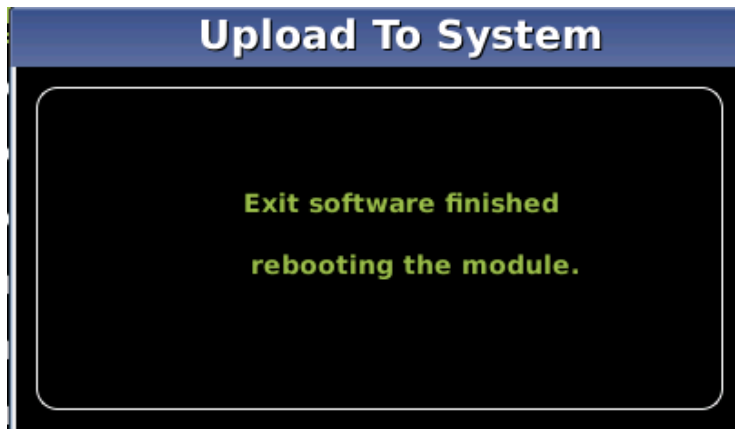 Upload To System
Exit software finished
rebooting the module.